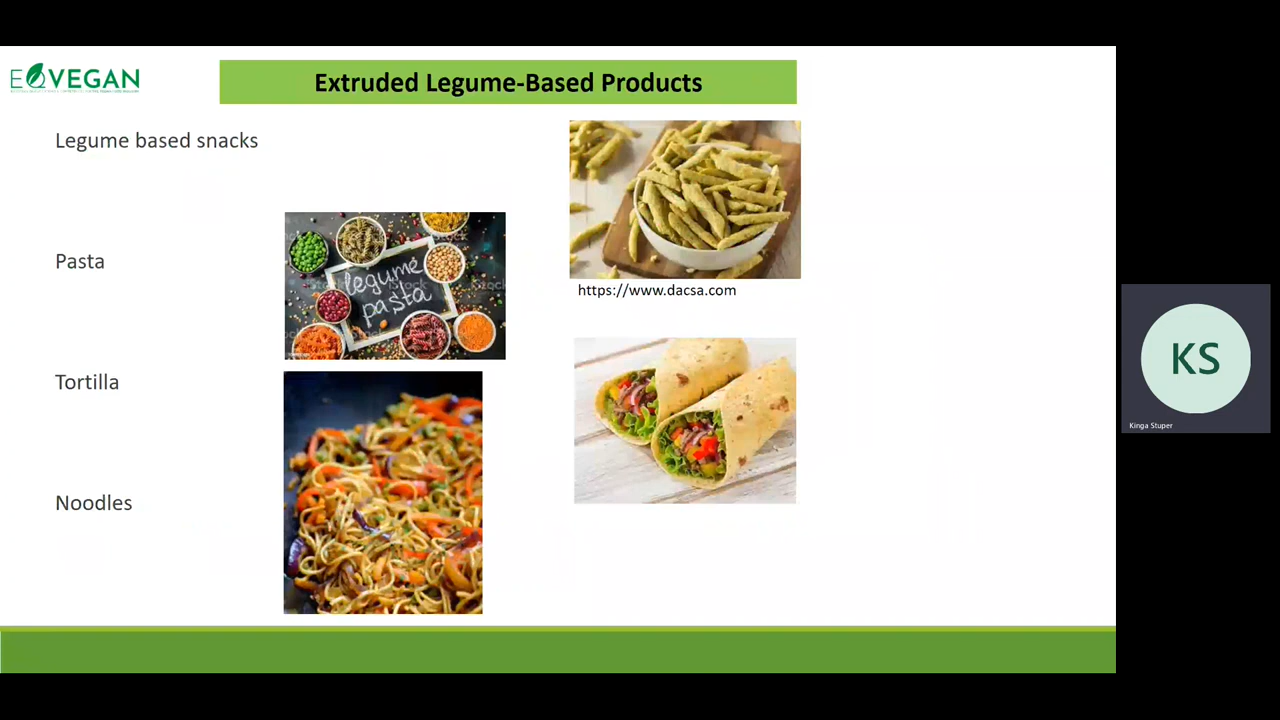 EQVEGAN
Extruded Legume-Based Products
Legume based snacks
Pasta
legume
pasta
https://www.dacsa.com
Tortilla
Noodles
KS
Kinga Stuper